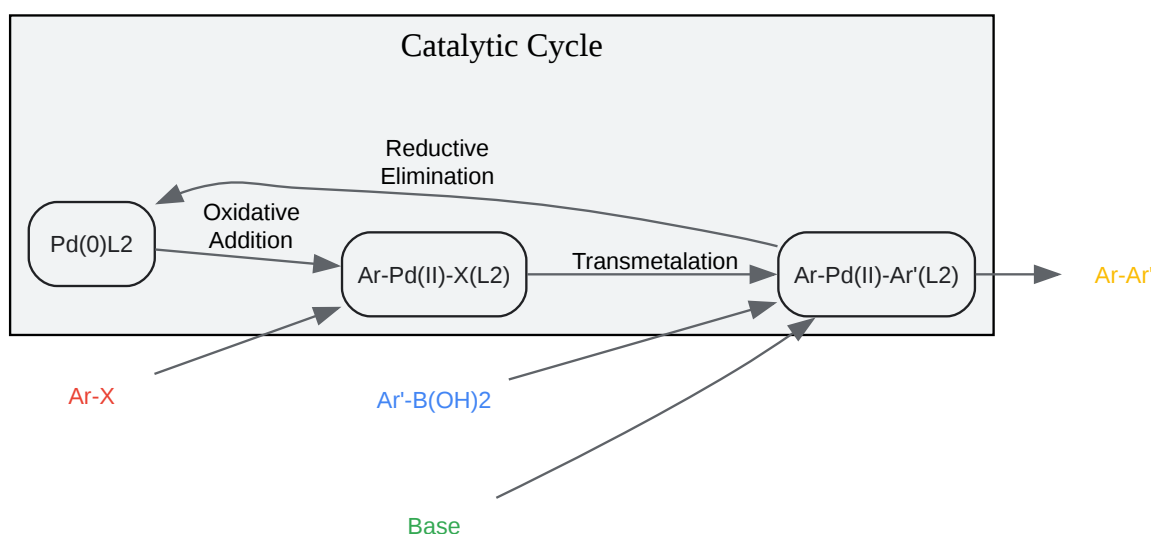 Catalytic Cycle
Reductive
Elimination
Oxidative
Addition
Pd(0)L2
Transmetalation
Ar-Pd(II)-X(L2)
Ar-Pd(II)-Ar'(L2)
Ar-Ar'
Ar-X
Ar'-B(OH)2
Base